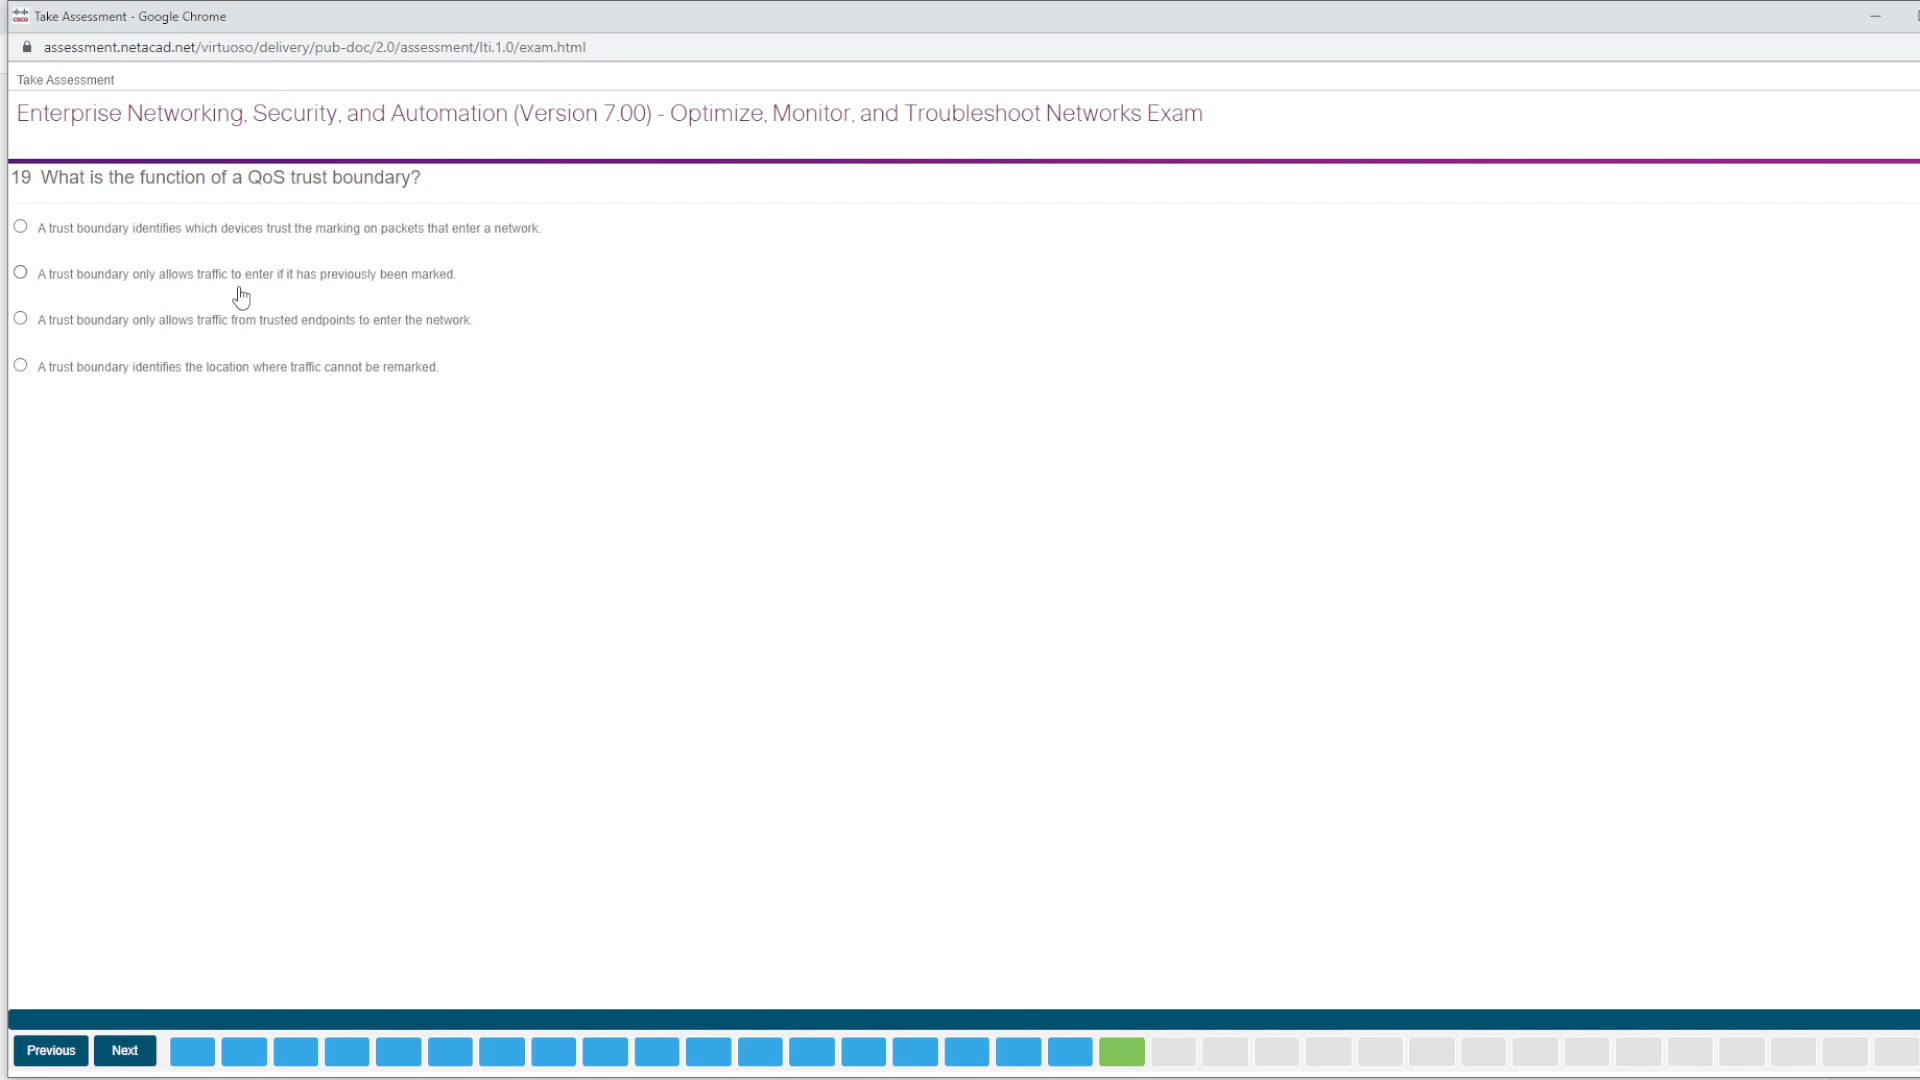 Take Assessment - Google Chrome
assessment.netacad.net/virtuoso/delivery/pub-doc/2.0/assessment/lti.1.0/exam.html
Take Assessment
Enterprise Networking, Security, and Automation (Version 7.00) - Optimize, Monitor, and Troubleshoot Networks Exam
19 What is the function of a QoS trust boundary?
A trust boundary identifies which devices trust the marking on packets that enter a network.
A trust boundary only allows traffic to enter if it has previously been marked.
A trust boundary only allows traffic from trusted endpoints to enter the network.
A trust boundary identifies the location where traffic cannot be remarked.
Previous Next